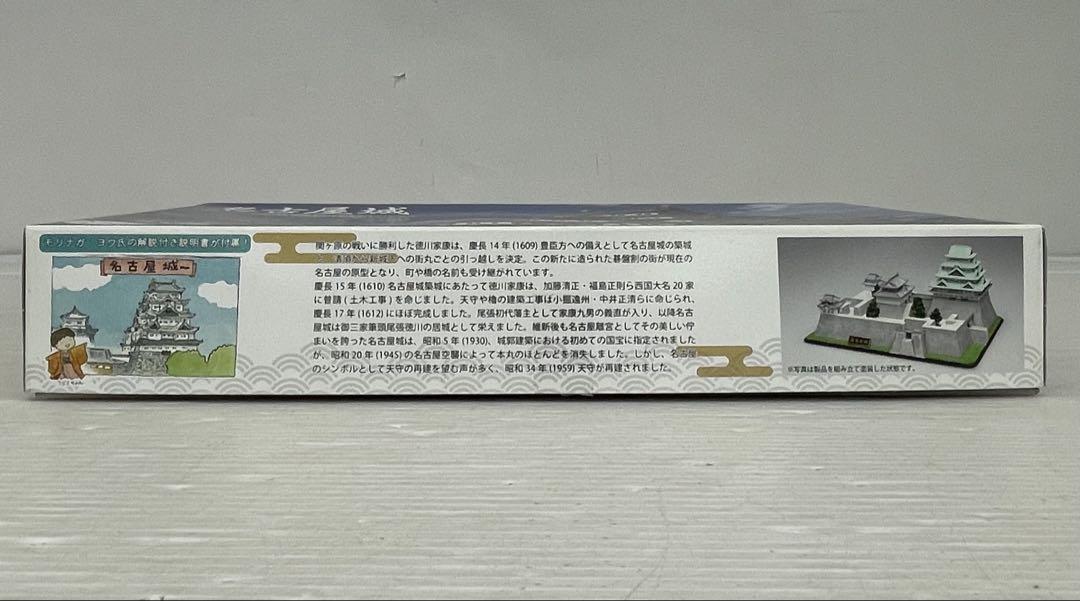 名古屋城
モリナガ・ヨウ氏の解説付き説明書が付属！
名古屋城〜
関ヶ原の戦いに勝利した徳川家康は、慶長14年(1609)豊臣方への備えとして名古屋城の築城
と、清須から新城下への街丸ごとの引っ越しを決定。この新たに造られた碁盤割の街が現在の
名古屋の原型となり、町や橋の名前も受け継がれています。
慶長15年(1610)名古屋城築城にあたって徳川家康は、加藤清正・福島正則ら西国大名20家
に普請(土木工事)を命じました。天守や櫓の建築工事は小堀遠州・中井正清らに命じられ、
慶長17年(1612)にほぼ完成しました。尾張初代藩主として家康九男の義直が入り、以降名古
屋城は御三家筆頭尾張徳川の居城として栄えました。維新後も名古屋離宮としてその美しい佇
まいを誇った名古屋城は、昭和5年(1930)、城郭建築における初めての国宝に指定されました
が、昭和20年(1945)の名古屋空襲によって本丸のほとんどを消失しました。しかし、名古屋
のシンボルとして天守の再建を望む声が多く、昭和34年(1959)天守が再建されました。
※写真は製品を組み立て塗装した状態です。